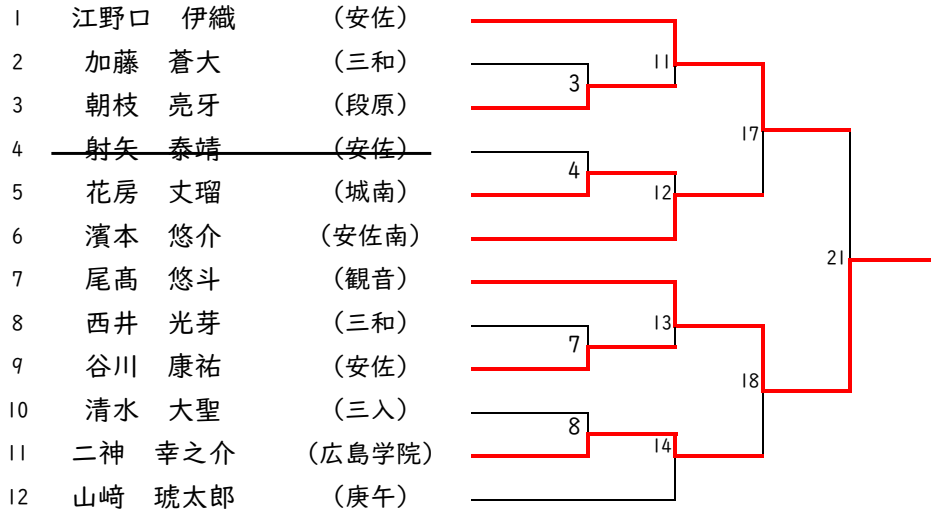 1 江野口 伊織 (安佐)
2 加藤 蒼大 (三和)
3 朝枝 亮牙 (段原)
4 射矢 泰靖 (安佐)
5 花房 丈瑠 (城南)
6 濱本 悠介 (安佐南)
7 尾髙 悠斗 (観音)
8 西井 光芽 (三和)
9 谷川 康祐 (安佐)
10 清水 大聖 (三入)
11 二神 幸之介 (広島学院)
12 山﨑 琥太郎 (庚午)
11
3
17
4
12
21
13
7
18
8
14